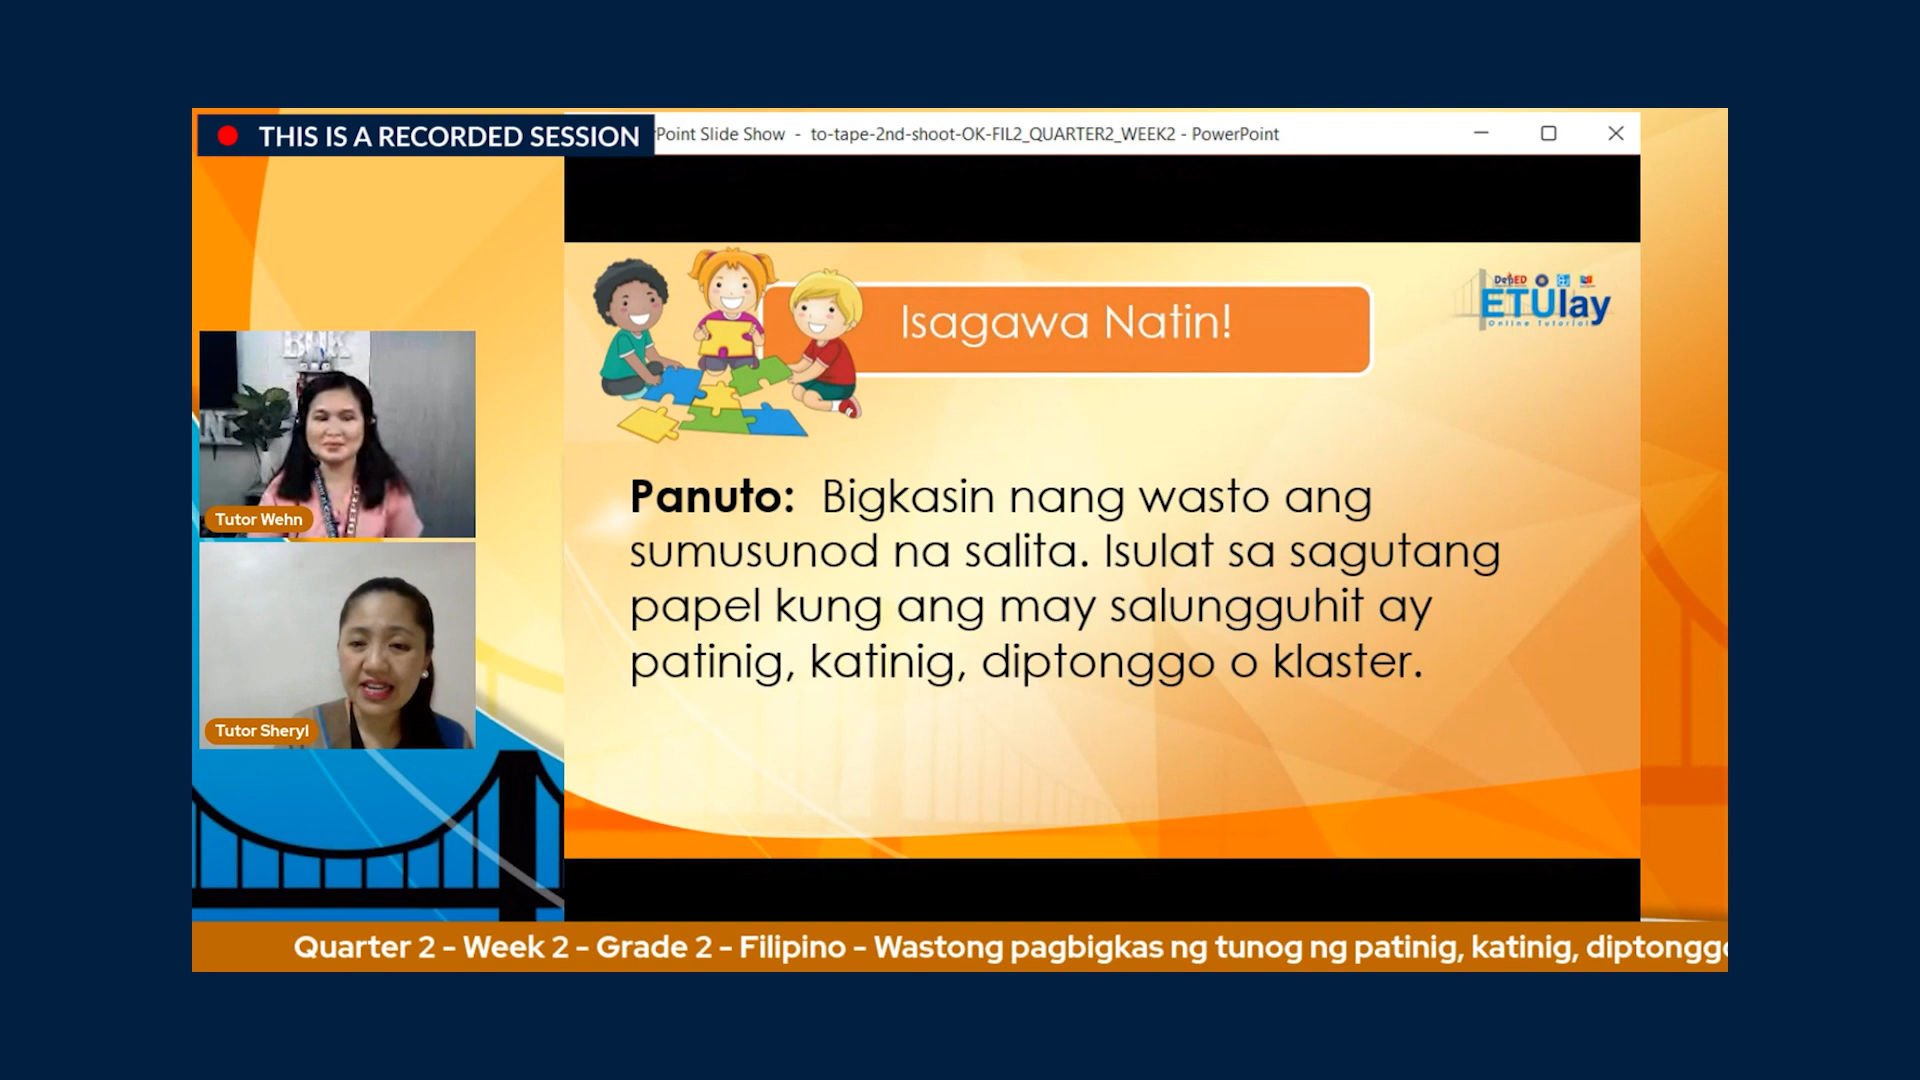 THIS IS A RECORDED SESSION
Point Slide Show - to-tape-2nd-shoot-OK-FIL2_QUARTER2_WEEK2 - PowerPoint
Isagawa Natin!
DepED
ETUlay
Online Tutorial
Panuto: Bigkasin nang wasto ang
sumusunod na salita. Isulat sa sagutang
papel kung ang may salungguhit ay
patinig, katinig, diptonggo o klaster.
Tutor Wehn
Tutor Sheryl
Quarter 2 - Week 2 - Grade 2 - Filipino - Wastong pagbigkas ng tunog ng patinig, katinig, diptongg